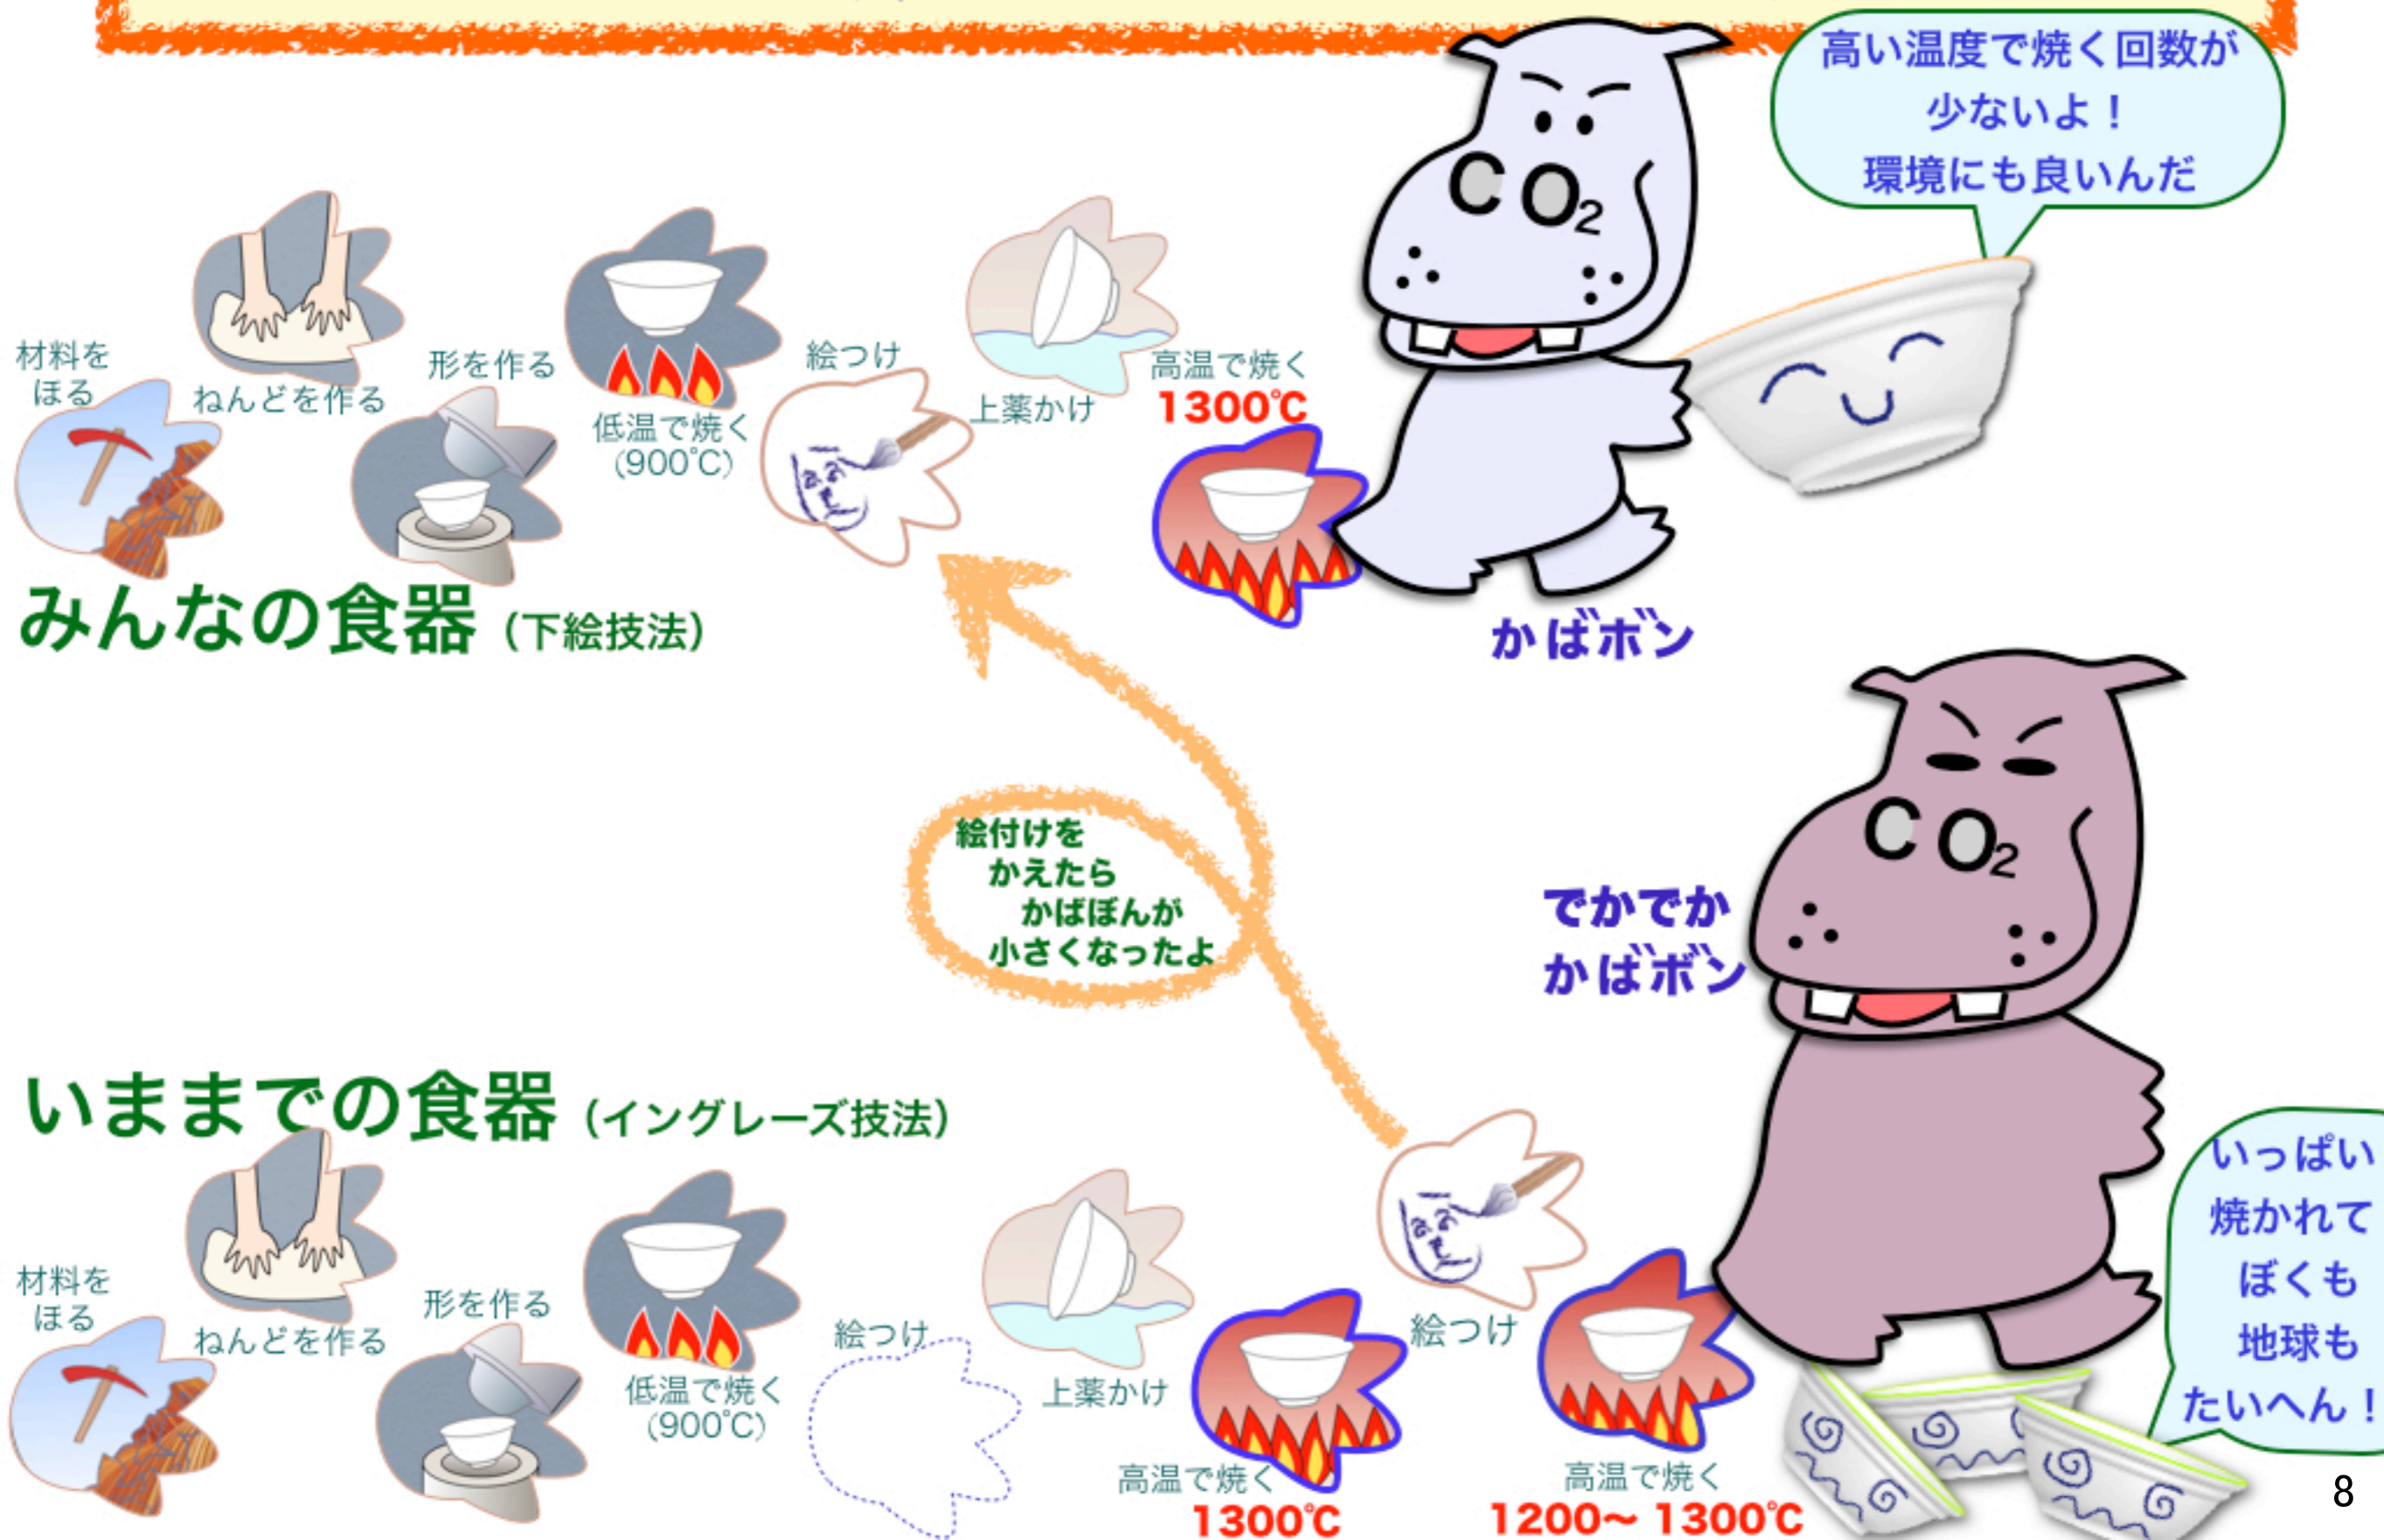 高い温度で焼く回数が
少ないよ！
環境にも良いんだ
CO2
材料を
ほる
ねんどを作る
形を作る
低温で焼く
(900℃)
絵つけ
上薬かけ
高温で焼く
1300℃
みんなの食器（下絵技法）
かばボン
絵付けを
かえたら
かばぼんが
小さくなったよ
CO2
でかでか
かばボン
いままでの食器（イングレーズ技法）
材料を
ほる
ねんどを作る
形を作る
低温で焼く
(900℃)
絵つけ
上薬かけ
高温で焼く
1300℃
絵つけ
高温で焼く
1200〜1300℃
いっぱい
焼かれて
ぼくも
地球も
たいへん！
8